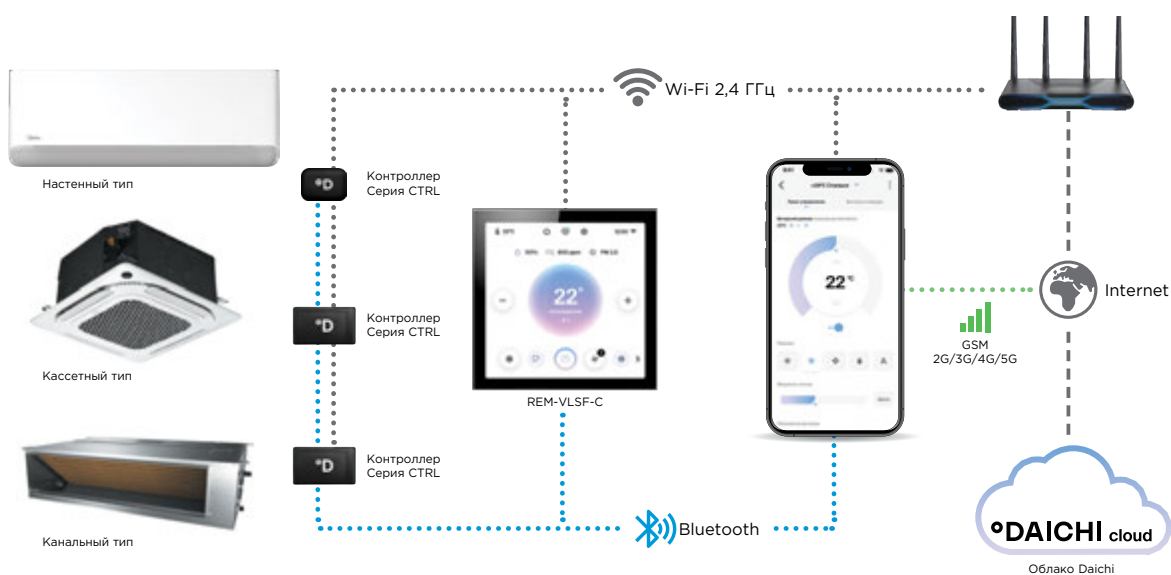 Wi-Fi 2,4 ГГц
Настенный тип
Контроллер
Серия CTRL
°D
Кассетный тип
Контроллер
Серия CTRL
°D
Канальный тип
Контроллер
Серия CTRL
°D
22°
REM-VLSF-C
22 °C
GSM
2G/3G/4G/5G
Internet
Bluetooth
°DAICHI cloud
Облако Daichi